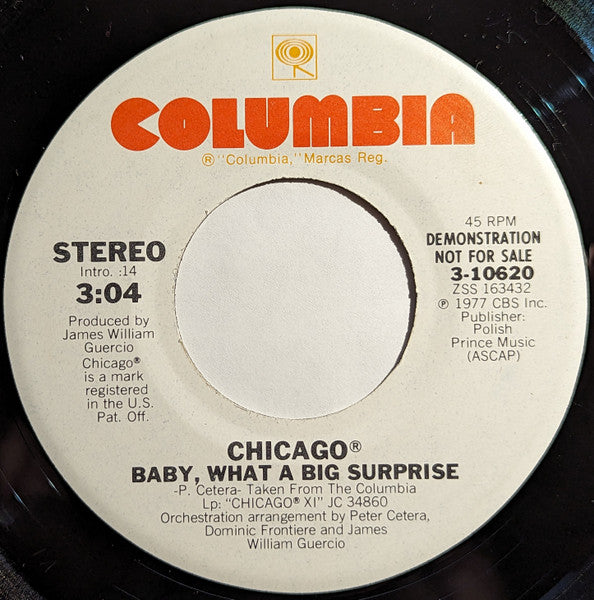 COLUMBIA
® "Columbia," Marcas Reg.
STEREO
Intro. :14
3:04
Produced by
James William
Guercio
Chicago®
is a mark
registered
in the U.S.
Pat. Off.
45 RPM
DEMONSTRATION
NOT FOR SALE
3-10620
ZSS 163432
℗ 1977 CBS Inc.
Publisher:
Polish
Prince Music
(ASCAP)
CHICAGO®
BABY, WHAT A BIG SURPRISE
-P. Cetera- Taken From The Columbia
Lp: "CHICAGO® XI" JC 34860
Orchestration arrangement by Peter Cetera,
Dominic Frontiere and James
William Guercio